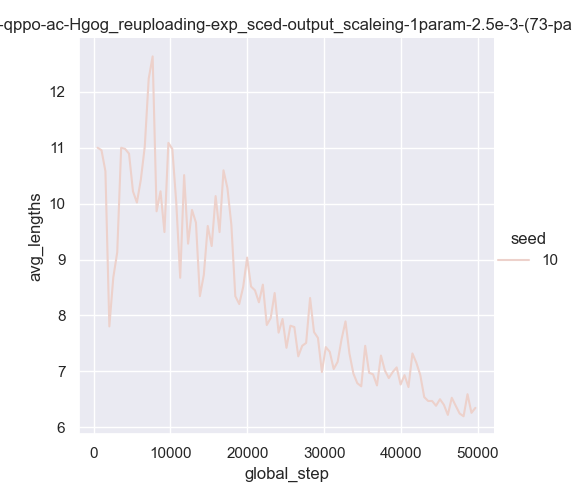 -qppo-ac-Hgog_reuploading-exp_sced-output_scaleing-1param-2.5e-3-(73-pa
12
11
10
9
8
7
6
avg_lengths
0 10000 20000 30000 40000 50000
global_step
seed
10